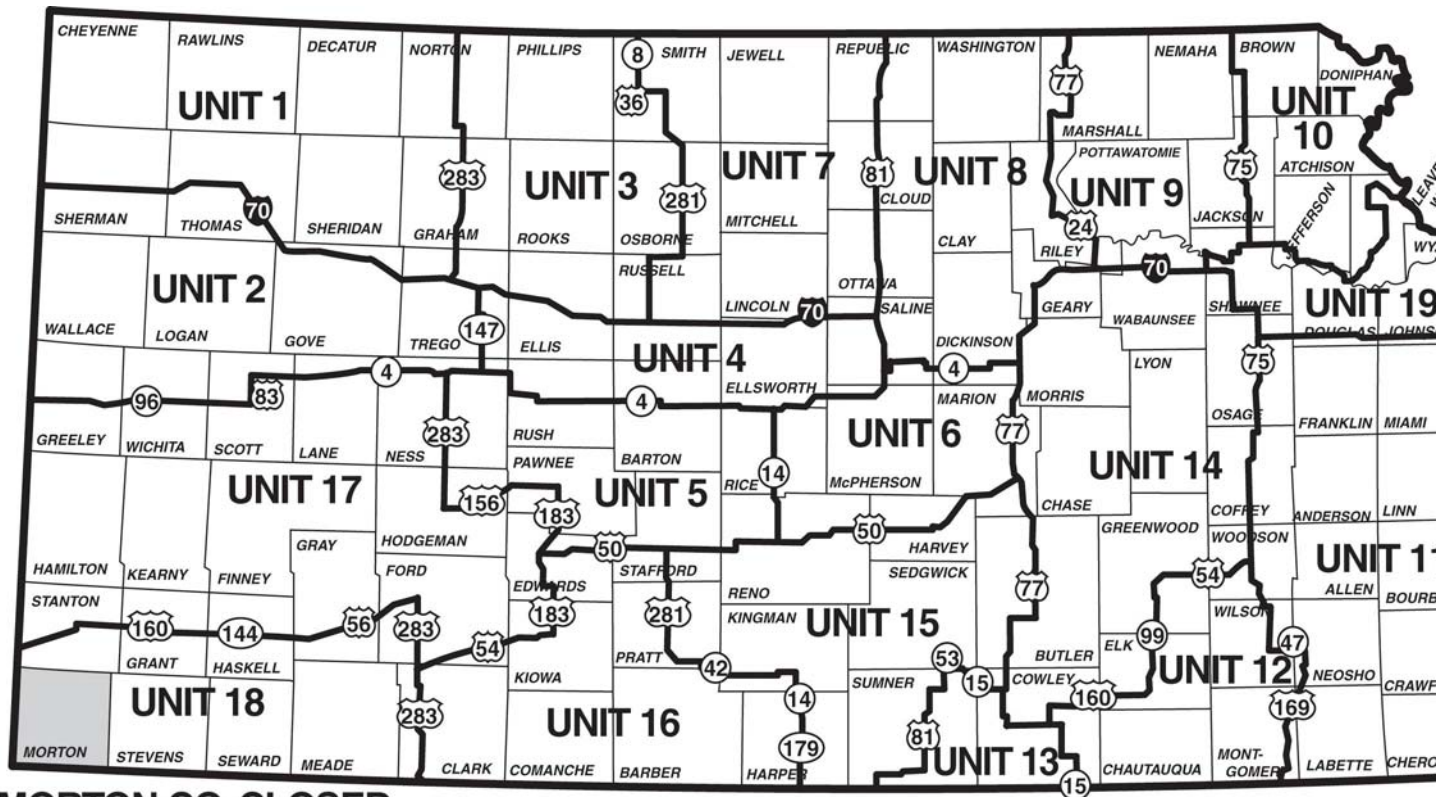 CHEYENNE
RAWLINS
DECATUR
NORTON
PHILLIPS
8
SMITH
JEWELL
REPUBLIC
WASHINGTON
77
NEMAHA
BROWN
DONIPHAN
36
UNIT 1
UNIT
10
MARSHALL
283
UNIT 3
281
UNIT 7
81
UNIT 8
POTTAWATOMIE
UNIT 9
75
ATCHISON
JEFFERSON
CLOUD
SHERMAN
THOMAS
70
SHERIDAN
GRAHAM
ROOKS
OSBORNE
MITCHELL
CLAY
24
RILEY
JACKSON
RUSSELL
UNIT 2
OTTAWA
70
WALLACE
LOGAN
GOVE
TREGO
147
ELLIS
LINCOLN
70
SALINE
DICKINSON
GEARY
WABAUNSEE
SHAWNEE
UNIT 19
DOUGLAS
UNIT 4
96
83
4
4
ELLSWORTH
4
MARION
MORRIS
LYON
75
GREELEY
WICHITA
SCOTT
LANE
NESS
283
RUSH
BARTON
UNIT 6
77
OSAGE
FRANKLIN
MIAMI
UNIT 17
156
PAWNEE
183
UNIT 5
RICE
14
McPHERSON
UNIT 14
CHASE
COFFEY
ANDERSON
LINN
GRAY
HODGEMAN
50
50
HARVEY
GREENWOOD
WOODSON
HAMILTON
KEARNY
FINNEY
FORD
EDWARDS
STAFFORD
RENO
SEDGWICK
77
54
ALLEN
STANTON
160
144
56
283
54
183
281
KINGMAN
UNIT 15
99
WILSON
47
GRANT
HASKELL
KIOWA
PRATT
42
53
15
BUTLER
ELK
UNIT 12
NEOSHO
UNIT 18
283
UNIT 16
14
SUMNER
COWLEY
160
169
MORTON
STEVENS
SEWARD
MEADE
CLARK
COMANCHE
BARBER
HARPER
179
81
UNIT 13
15
CHAUTAUQUA
MONT-
GOMERY
LABETTE
MORTON CO. CLOSED